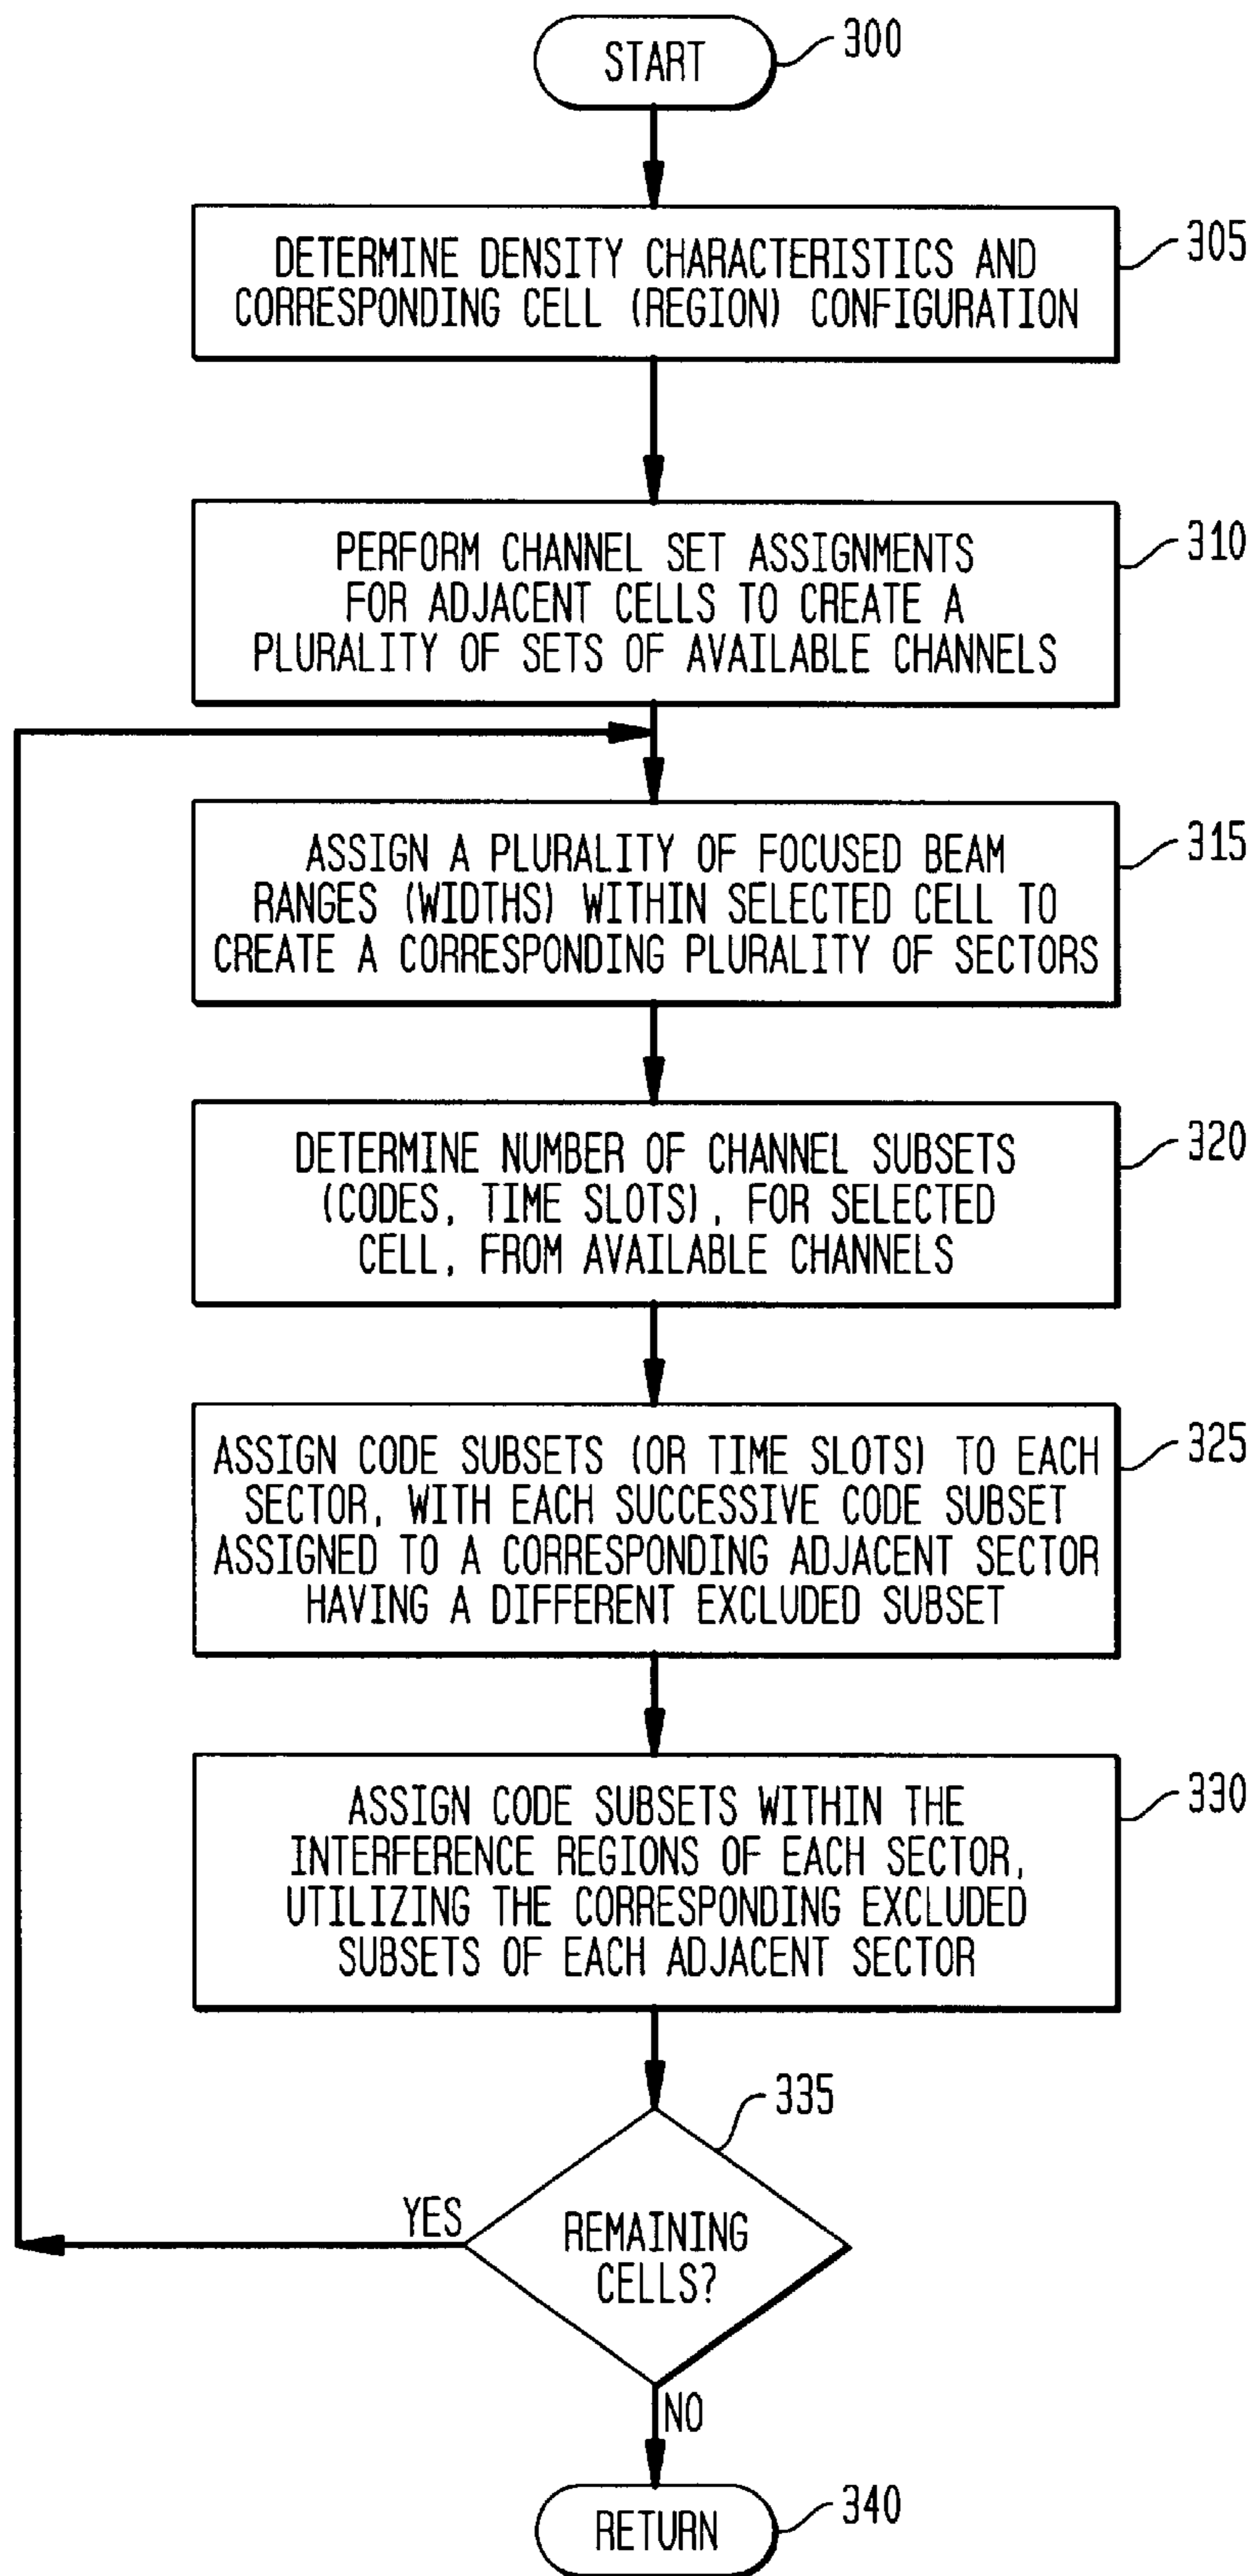 START
300
DETERMINE DENSITY CHARACTERISTICS AND
CORRESPONDING CELL (REGION) CONFIGURATION
305
PERFORM CHANNEL SET ASSIGNMENTS
FOR ADJACENT CELLS TO CREATE A
PLURALITY OF SETS OF AVAILABLE CHANNELS
310
ASSIGN A PLURALITY OF FOCUSED BEAM
RANGES (WIDTHS) WITHIN SELECTED CELL TO
CREATE A CORRESPONDING PLURALITY OF SECTORS
315
DETERMINE NUMBER OF CHANNEL SUBSETS
(CODES, TIME SLOTS), FOR SELECTED
CELL, FROM AVAILABLE CHANNELS
320
ASSIGN CODE SUBSETS (OR TIME SLOTS) TO EACH
SECTOR, WITH EACH SUCCESSIVE CODE SUBSET
ASSIGNED TO A CORRESPONDING ADJACENT SECTOR
HAVING A DIFFERENT EXCLUDED SUBSET
325
ASSIGN CODE SUBSETS WITHIN THE
INTERFERENCE REGIONS OF EACH SECTOR,
UTILIZING THE CORRESPONDING EXCLUDED
SUBSETS OF EACH ADJACENT SECTOR
330
335
YES
REMAINING
CELLS?
NO
RETURN
340